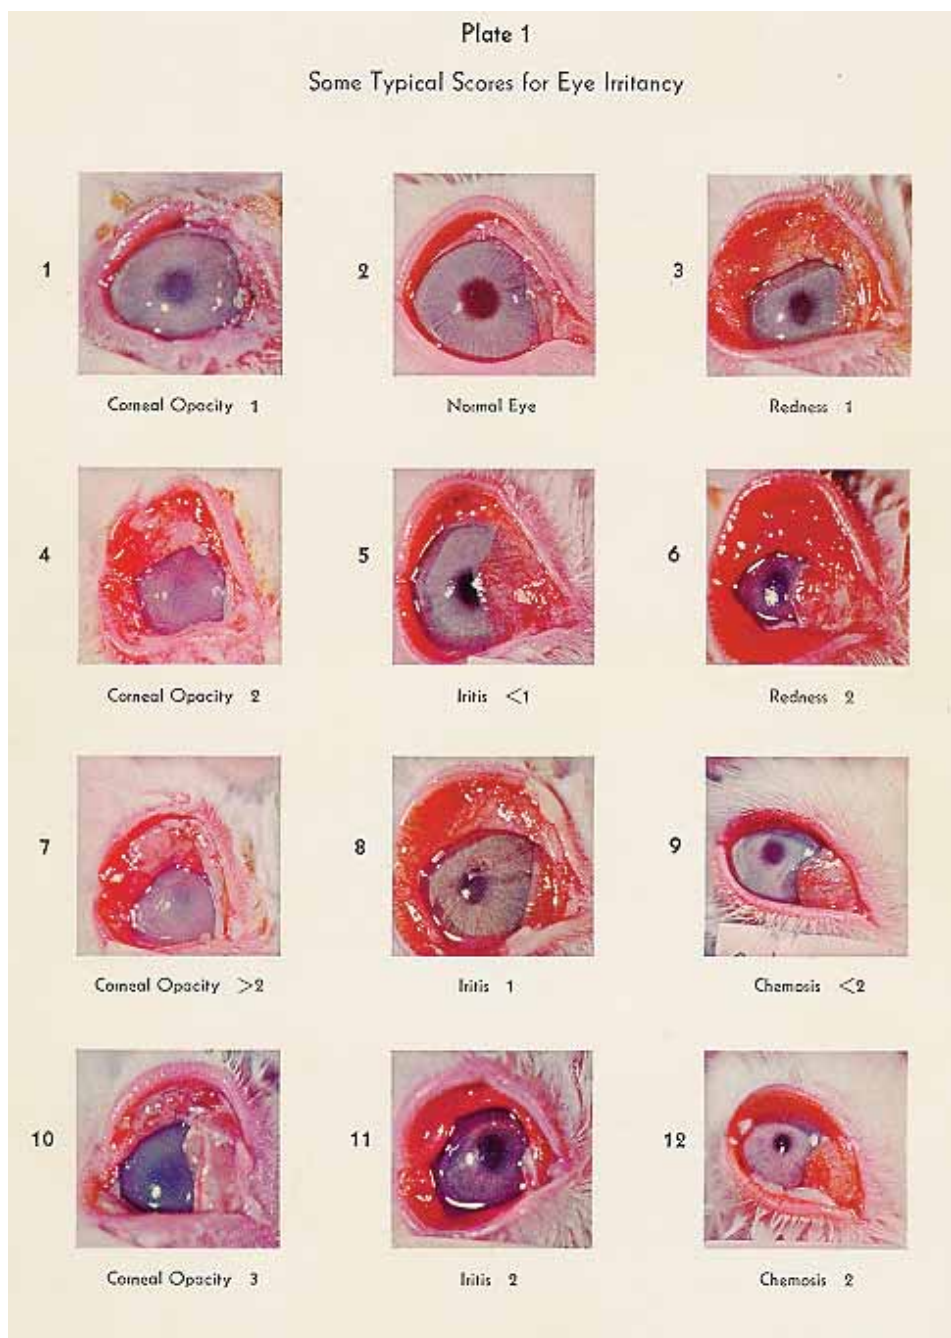 Plate 1
Some Typical Scores for Eye Irritancy
1
2
3
Corneal Opacity 1
Normal Eye
Redness 1
4
5
6
Corneal Opacity 2
Iritis <1
Redness 2
7
8
9
Corneal Opacity >2
Iritis 1
Chemosis <2
10
11
12
Corneal Opacity 3
Iritis 2
Chemosis 2